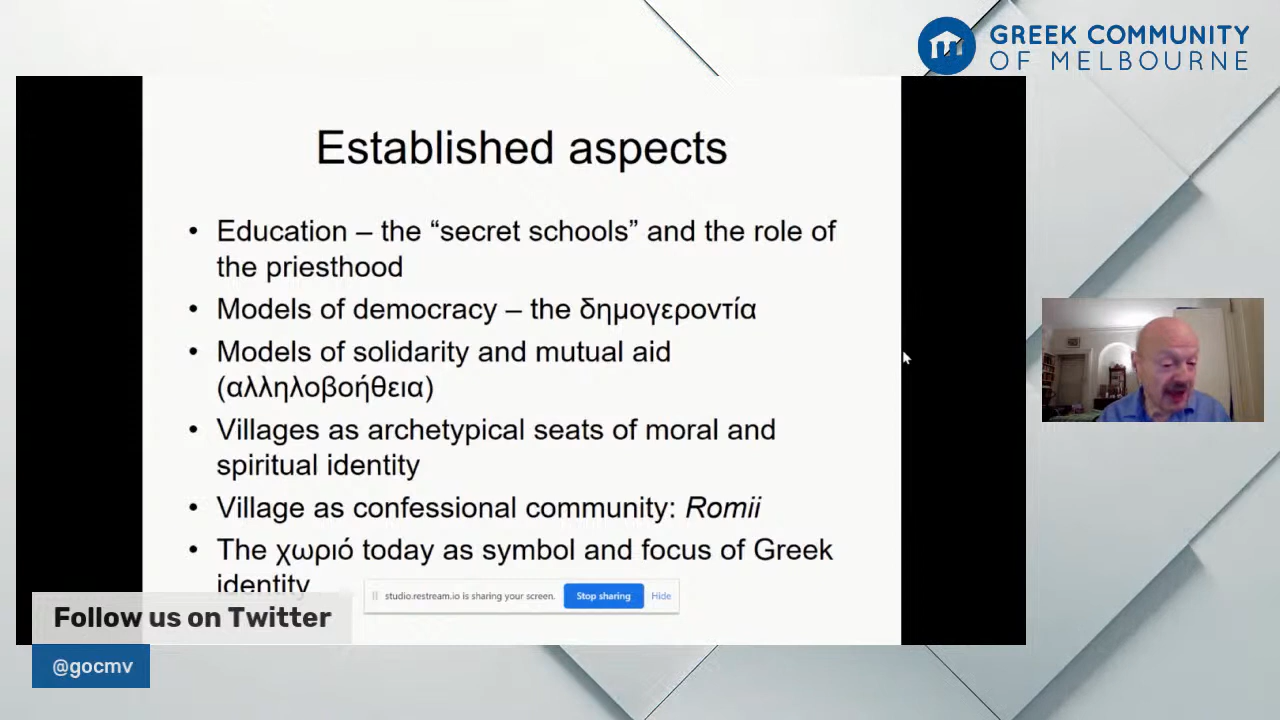 GREEK COMMUNITY
OF MELBOURNE
Established aspects
• Education – the “secret schools” and the role of
the priesthood
• Models of democracy – the δημογεροντία
• Models of solidarity and mutual aid
(αλληλοβοήθεια)
• Villages as archetypical seats of moral and
spiritual identity
• Village as confessional community: Romii
• The χωριό today as symbol and focus of Greek
identity
studio.restream.io is sharing your screen.
Stop sharing
Hide
Follow us on Twitter
@gocmv